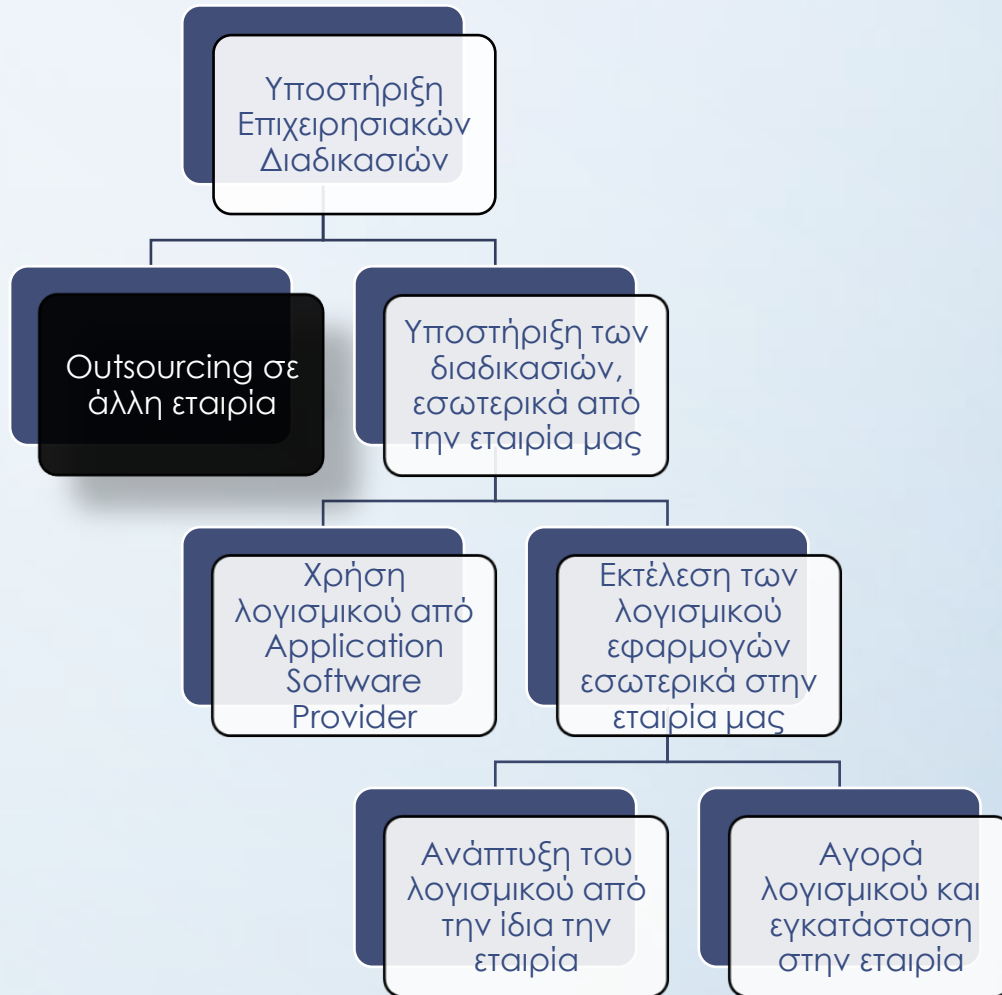 Υποστήριξη
Επιχειρησιακών
Διαδικασιών
Outsourcing σε
άλλη εταιρία
Υποστήριξη των
διαδικασιών,
εσωτερικά από
την εταιρία μας
Χρήση
λογισμικού από
Application
Software
Provider
Εκτέλεση των
λογισμικού
εφαρμογών
εσωτερικά στην
εταιρία μας
Ανάπτυξη του
λογισμικού από
την ίδια την
εταιρία
Αγορά
λογισμικού και
εγκατάσταση
στην εταιρία